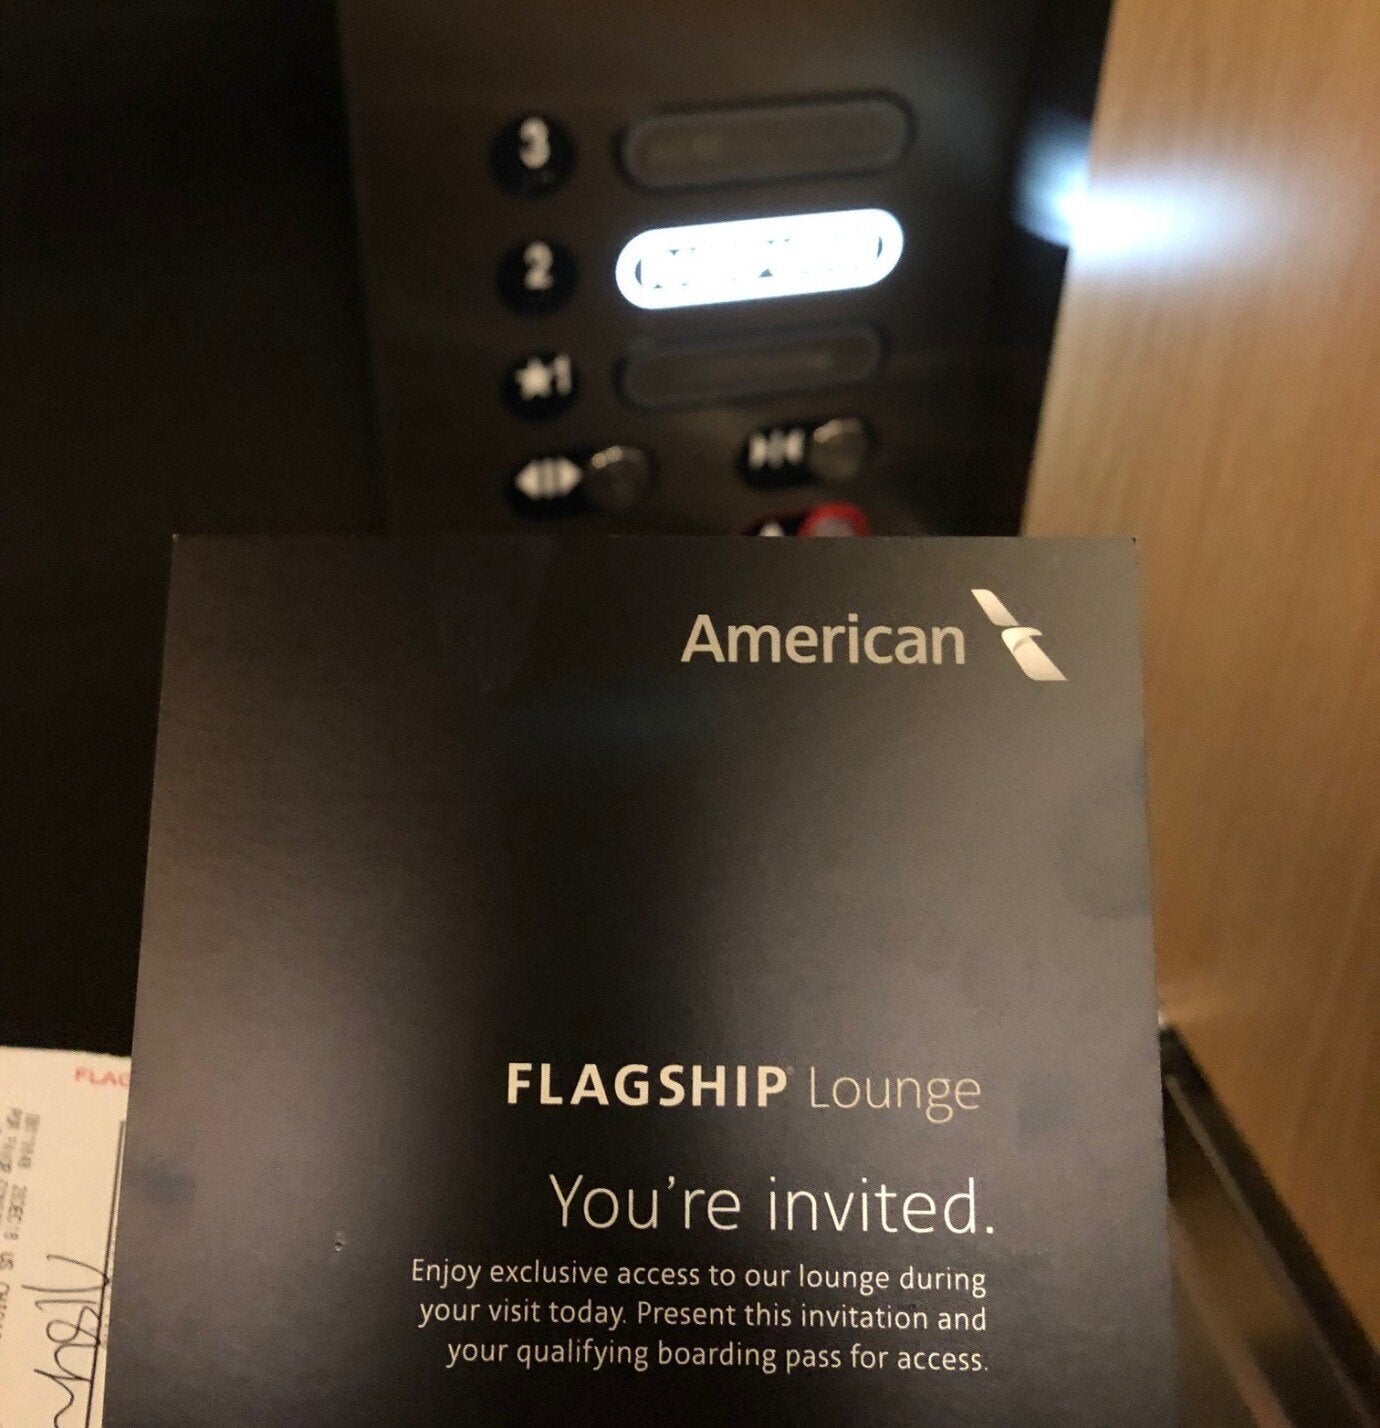 3
2
★1
American
FLAGSHIP Lounge
You're invited.
Enjoy exclusive access to our lounge during
your visit today. Present this invitation and
your qualifying boarding pass for access.
FLAG